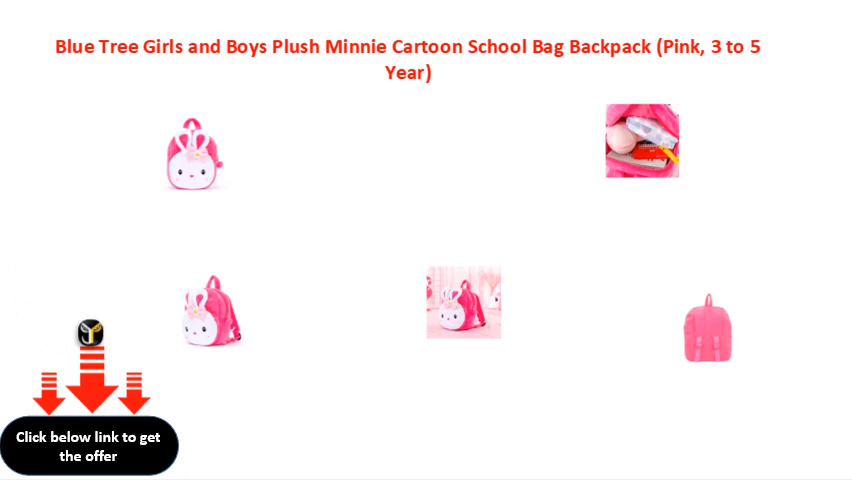 Blue Tree Girls and Boys Plush Minnie Cartoon School Bag Backpack (Pink, 3 to 5
Year)
Click below link to get
the offer